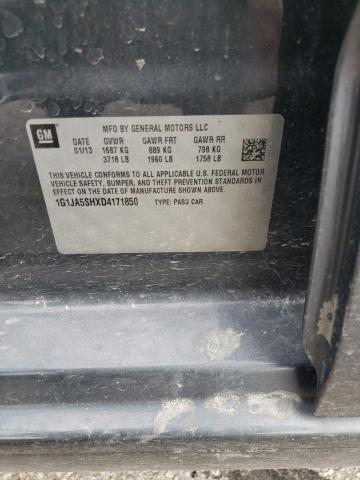 GM
MFD BY GENERAL MOTORS LLC
DATE GVWR GAWR FRT GAWR RR
01/13 1687 KG 889 KG 798 KG
3718 LB 1960 LB 1758 LB
THIS VEHICLE CONFORMS TO ALL APPLICABLE U.S. FEDERAL MOTOR
VEHICLE SAFETY, BUMPER, AND THEFT PREVENTION STANDARDS
IN EFFECT ON THE DATE OF MANUFACTURE SHOWN ABOVE.
1G1JA5SHXD4171850 TYPE: PASS CAR